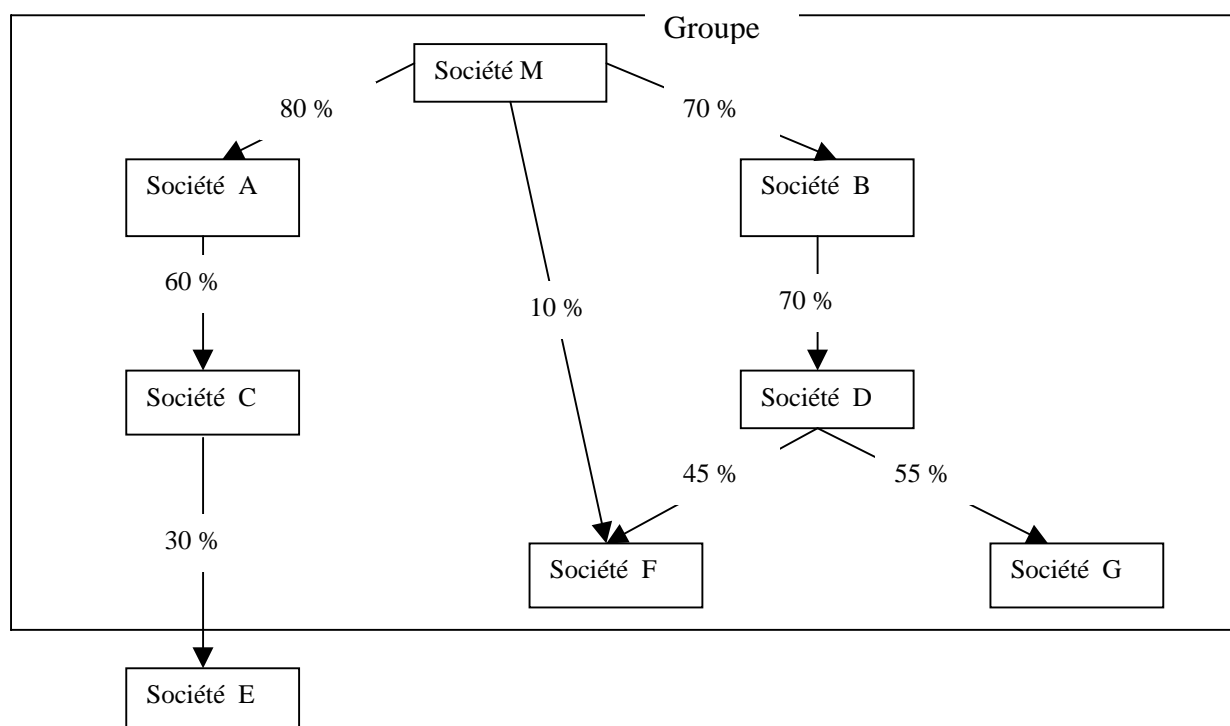 Groupe
Société M
80 %
70 %
Société A
Société B
60 %
10 %
70 %
Société C
Société D
45 %
55 %
30 %
Société F
Société G
Société E